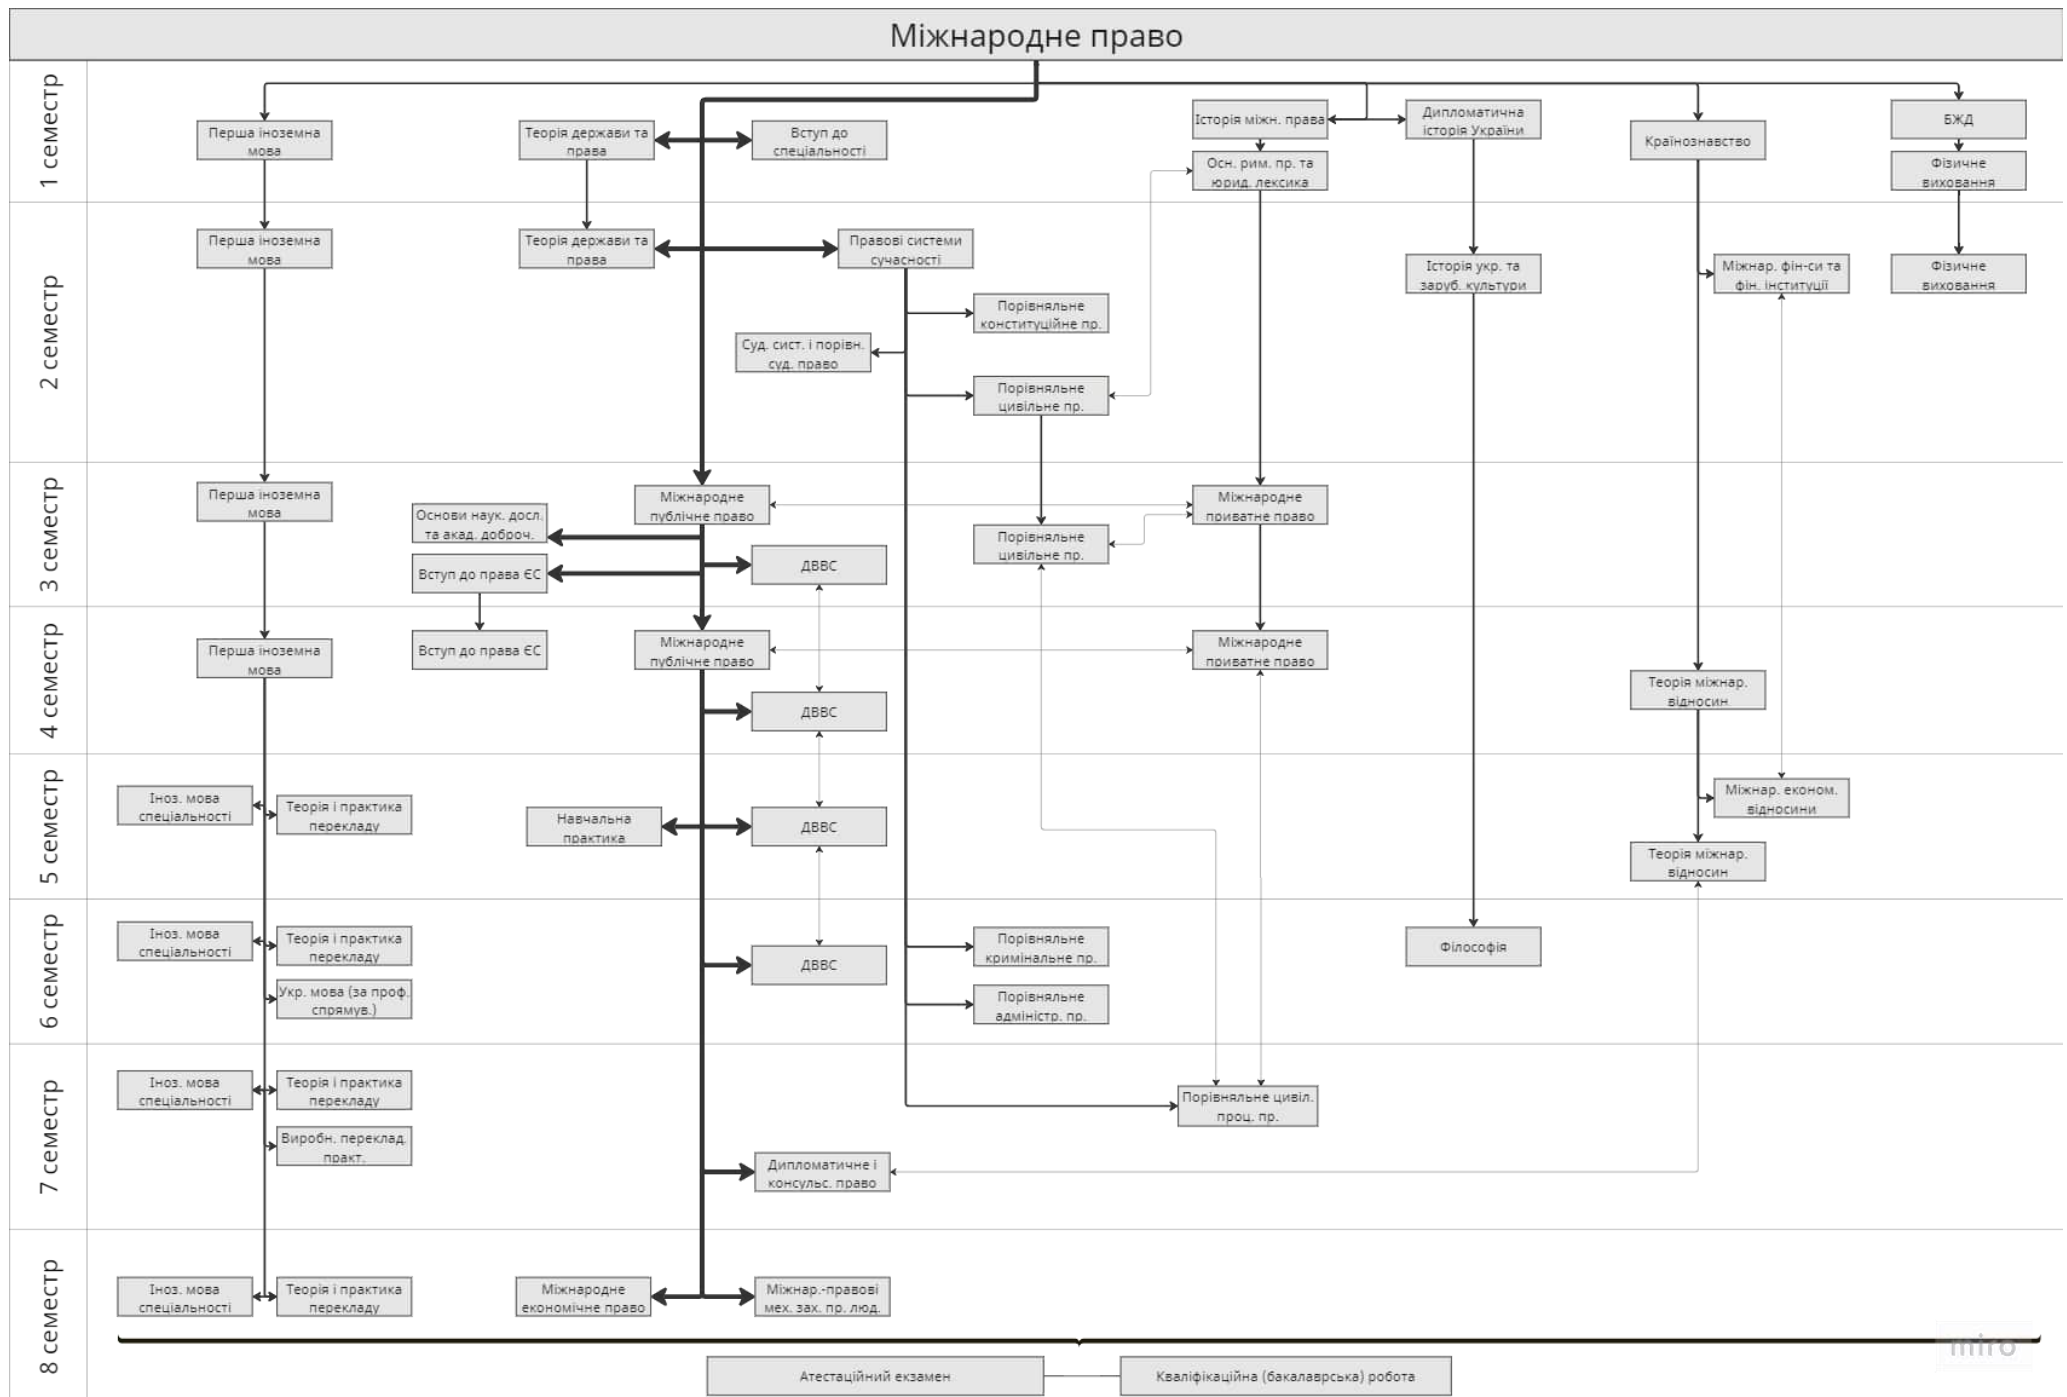 Міжнародне право
1 семестр
Перша іноземна
мова
Теорія держави та
права
Вступ до
спеціальності
Історія міжн. права
Дипломатична
історія України
Країнознавство
БЖД
Осн. рим. пр. та
юрид. лексика
Фізичне
виховання
2 семестр
Перша іноземна
мова
Теорія держави та
права
Правові системи
сучасності
Історія укр. та
заруб. культури
Міжнар. фін-си та
фін. інституції
Фізичне
виховання
Порівняльне
конституційне пр.
Суд. сист. і порівн.
суд. право
Порівняльне
цивільне пр.
3 семестр
Перша іноземна
мова
Основи наук. досл.
та акад. доброч.
Міжнародне
публічне право
Міжнародне
приватне право
Порівняльне
цивільне пр.
Вступ до права ЄС
ДВВС
4 семестр
Перша іноземна
мова
Вступ до права ЄС
Міжнародне
публічне право
Міжнародне
приватне право
Теорія міжнар.
відносин
ДВВС
5 семестр
Іноз. мова
спеціальності
Теорія і практика
перекладу
Навчальна
практика
ДВВС
Міжнар. економ.
відносини
Теорія міжнар.
відносин
6 семестр
Іноз. мова
спеціальності
Теорія і практика
перекладу
Укр. мова (за проф.
спрямув.)
ДВВС
Порівняльне
кримінальне пр.
Порівняльне
адміністр. пр.
Філософія
7 семестр
Іноз. мова
спеціальності
Теорія і практика
перекладу
Виробн. переклад.
практ.
Порівняльне цивіл.
проц. пр.
Дипломатичне і
консульс. право
8 семестр
Іноз. мова
спеціальності
Теорія і практика
перекладу
Міжнародне
економічне право
Міжнар.-правові
мех. зах. пр. люд.
Атестаційний екзамен
Кваліфікаційна (бакалаврська) робота
miro